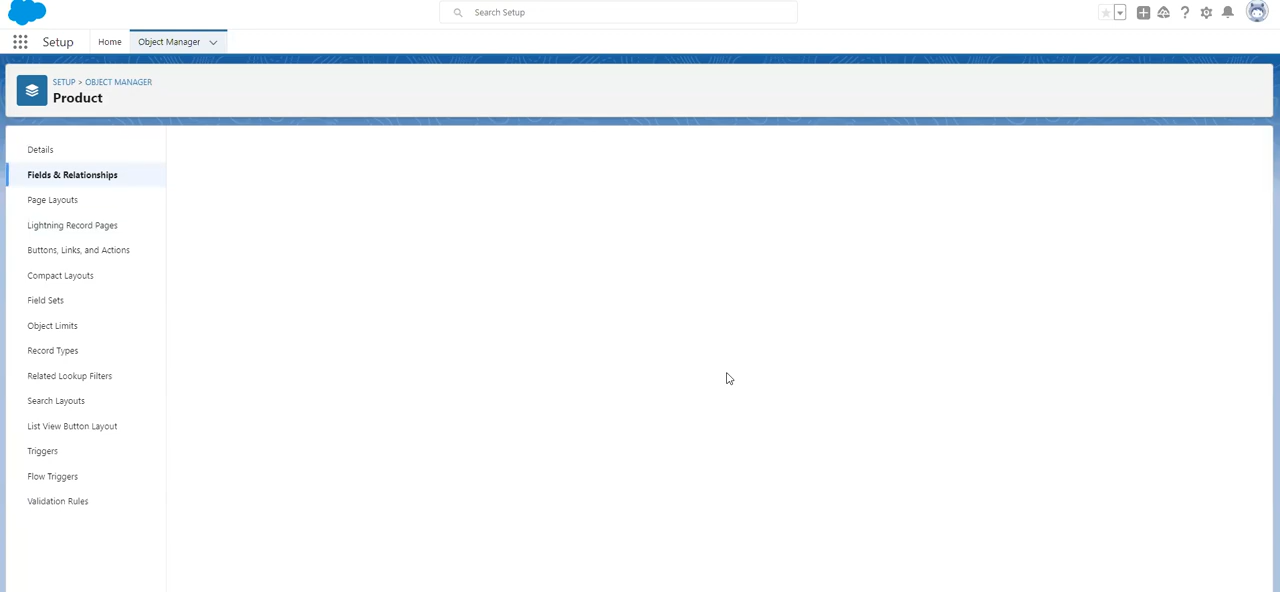 Search Setup
Setup
Home
Object Manager
SETUP > OBJECT MANAGER
Product
Details
Fields & Relationships
Page Layouts
Lightning Record Pages
Buttons, Links, and Actions
Compact Layouts
Field Sets
Object Limits
Record Types
Related Lookup Filters
Search Layouts
List View Button Layout
Triggers
Flow Triggers
Validation Rules